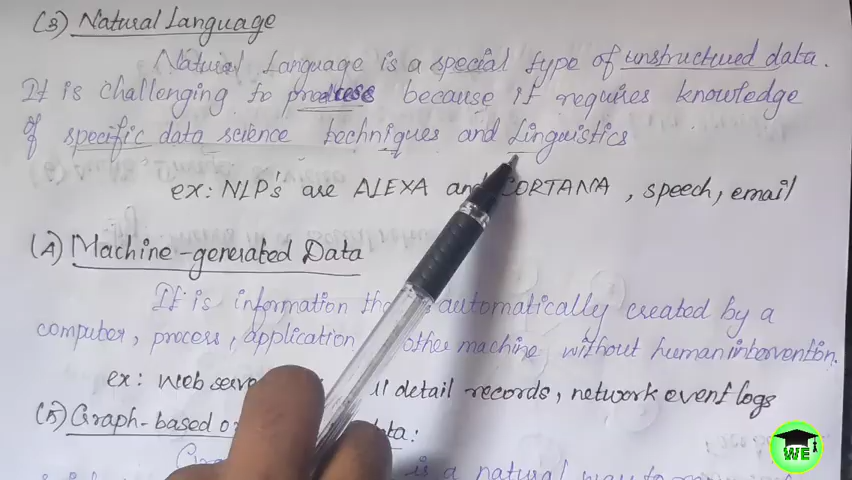 (3) Natural Language
Natural Language is a special type of unstructured data.
It is challenging to process because it requires knowledge
of specific data science techniques and Linguistics
ex: NLP's are ALEXA and CORTANA, speech, email
(4) Machine-generated Data
It is information that is automatically created by a
computer, process, application other machine without human intervention.
ex: web serve ll detail records, network event logs
(5) Graph-based or data:
is a natural way to
WE